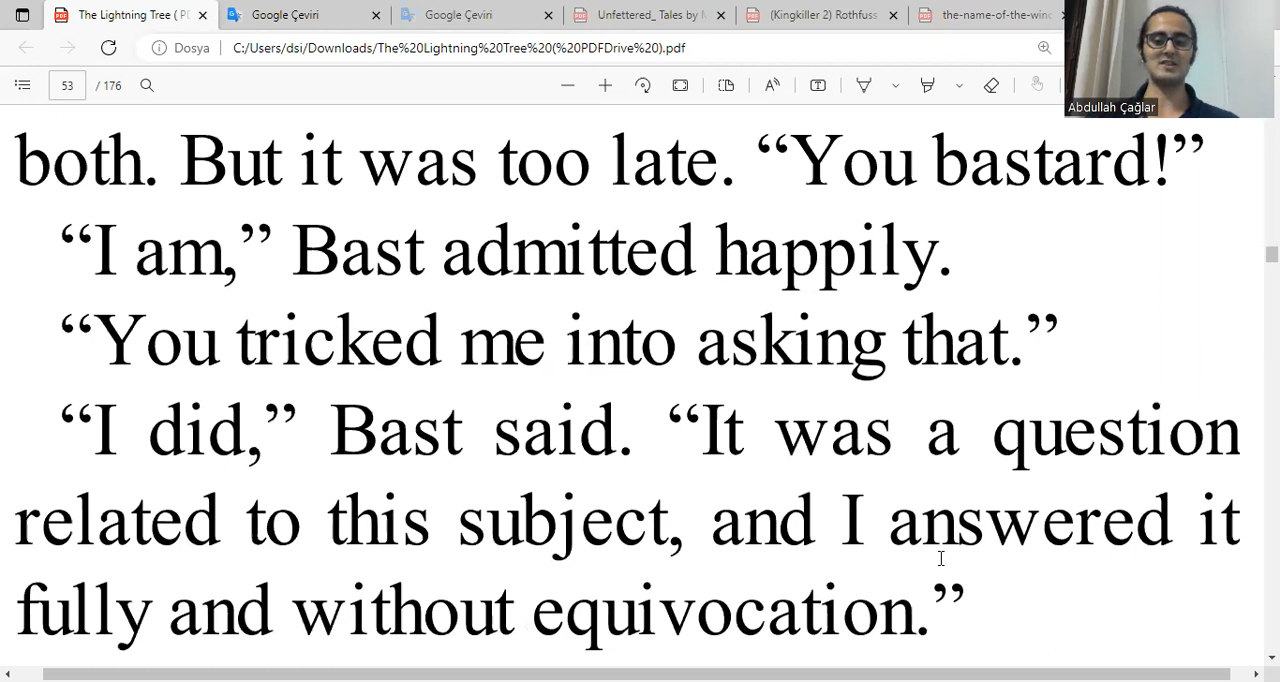 The Lightning Tree ( P
Google Çeviri
Google Çeviri
Unfettered_ Tales by M
(Kingkiller 2) Rothfuss
the-name-of-the-winc
Dosya
C:/Users/dsi/Downloads/The%20Lightning%20Tree%20(%20PDFDrive%20).pdf
53 / 176
Abdullah Çağlar
both. But it was too late. “You bastard!”
“I am,” Bast admitted happily.
“You tricked me into asking that.”
“I did,” Bast said. “It was a question
related to this subject, and I answered it
fully and without equivocation.”